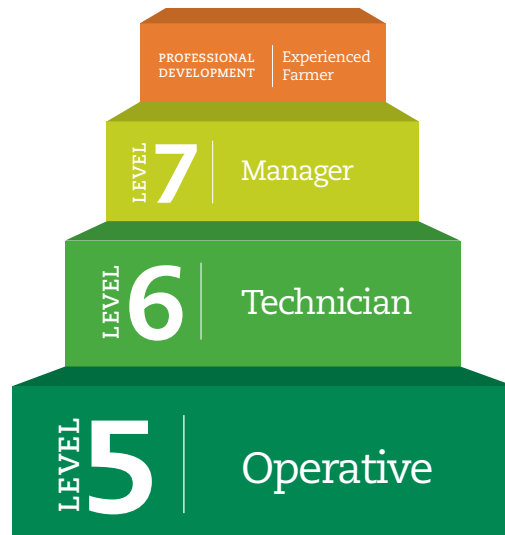 PROFESSIONAL
DEVELOPMENT
Experienced
Farmer
LEVEL 7 Manager
LEVEL 6 Technician
LEVEL 5 Operative